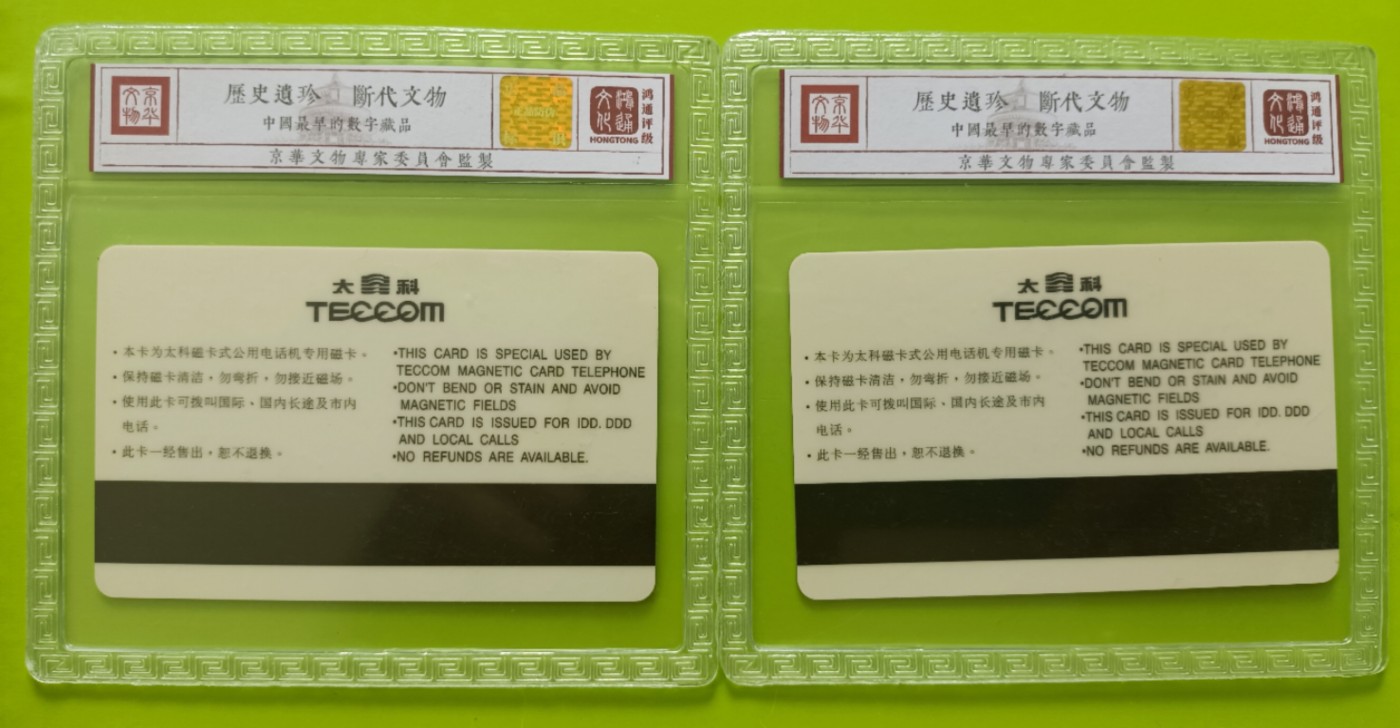 京华
文物
歷史遺珍 斷代文物
中國最早的數字藏品
鴻通
文化
HONGTONG
鸿通评级
京華文物專家委員會監製
太 科
TECCOM
·本卡为太科磁卡式公用电话机专用磁卡。
·保持磁卡清洁,勿弯折,勿接近磁场。
·使用此卡可拨叫国际、国内长途及市内
电话。
·此卡一经售出,恕不退换。
·THIS CARD IS SPECIAL USED BY
TECCOM MAGNETIC CARD TELEPHONE
·DON'T BEND OR STAIN AND AVOID
MAGNETIC FIELDS
·THIS CARD IS ISSUED FOR IDD. DDD
AND LOCAL CALLS
·NO REFUNDS ARE AVAILABLE.
京华
文物
歷史遺珍 斷代文物
中國最早的數字藏品
鴻通
文化
HONGTONG
鸿通评级
京華文物專家委員會監製
太 科
TECCOM
·本卡为太科磁卡式公用电话机专用磁卡。
·保持磁卡清洁,勿弯折,勿接近磁场。
·使用此卡可拨叫国际、国内长途及市内
电话。
·此卡一经售出,恕不退换。
·THIS CARD IS SPECIAL USED BY
TECCOM MAGNETIC CARD TELEPHONE
·DON'T BEND OR STAIN AND AVOID
MAGNETIC FIELDS
·THIS CARD IS ISSUED FOR IDD. DDD
AND LOCAL CALLS
·NO REFUNDS ARE AVAILABLE.